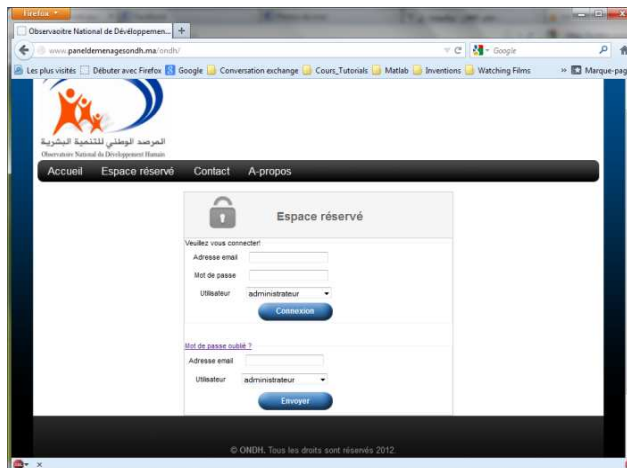 Firefox
Observaoitre National de Développemen...
www.paneldemenagesondh.ma/ondh/
Google
Les plus visités Débuter avec Firefox Google Conversation exchange Cours_Tutorials Matlab Inventions Watching Films » Marque-pag
المرصد الوطني للتنمية البشرية
Observatoire National du Développement Humain
Accueil Espace réservé Contact A-propos
Espace réservé
Veuillez vous connecter!
Adresse email
Mot de passe
Utilisateur administrateur
Connexion
Mot de passe oublié ?
Adresse email
Utilisateur administrateur
Envoyer
© ONDH. Tous les droits sont réservés 2012.